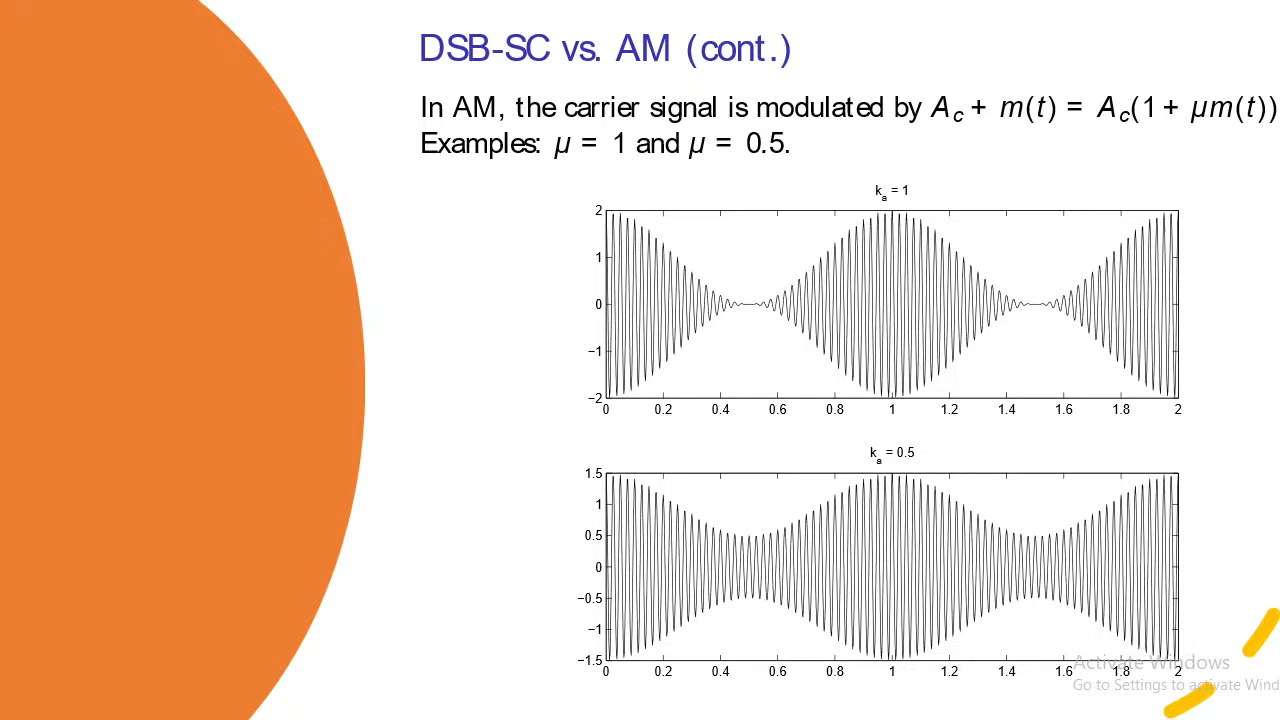 DSB-SC vs. AM (cont.)
In AM, the carrier signal is modulated by Ac + m(t) = Ac(1 + μm(t))
Examples: μ = 1 and μ = 0.5.
ka = 1
2
1
0
−1
−2
0 0.2 0.4 0.6 0.8 1 1.2 1.4 1.6 1.8 2
ka = 0.5
1.5
1
0.5
0
−0.5
−1
−1.5
0 0.2 0.4 0.6 0.8 1 1.2 1.4 1.6 1.8 2
Activate Windows
Go to Settings to activate Wind